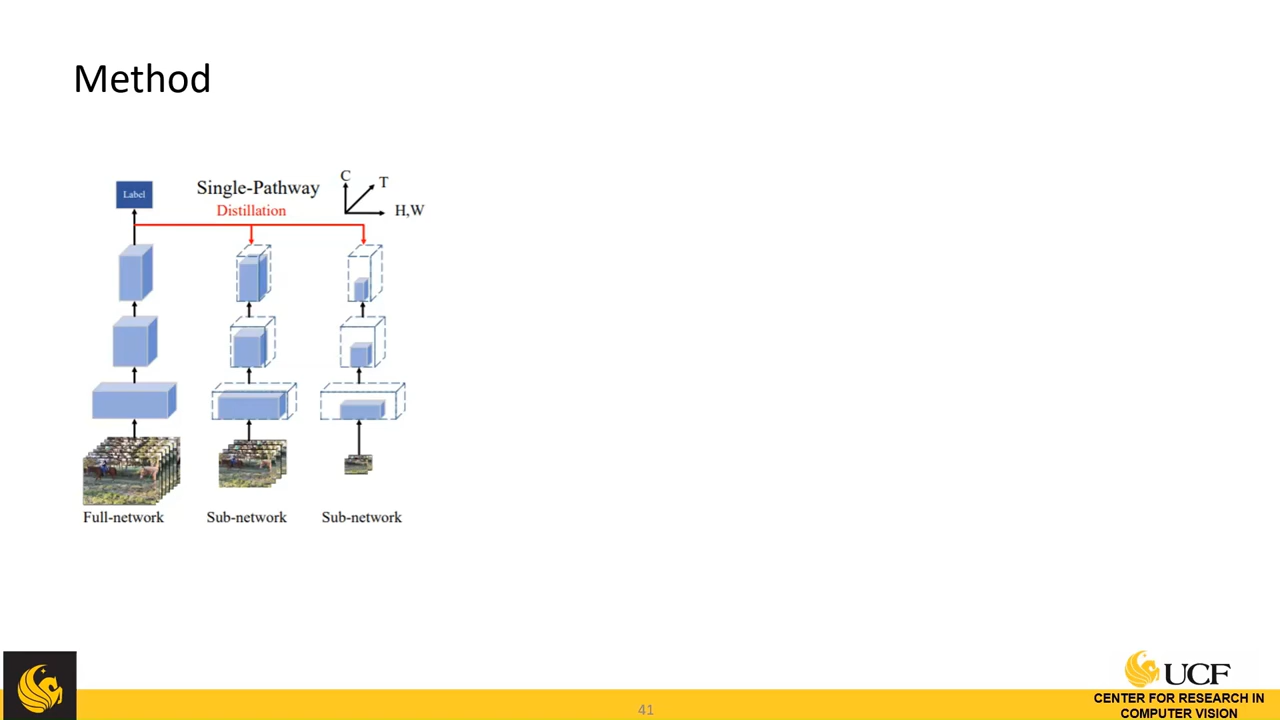 Method
Label
Single-Pathway
Distillation
C
T
H,W
Full-network
Sub-network
Sub-network
41
UCF
CENTER FOR RESEARCH IN
COMPUTER VISION